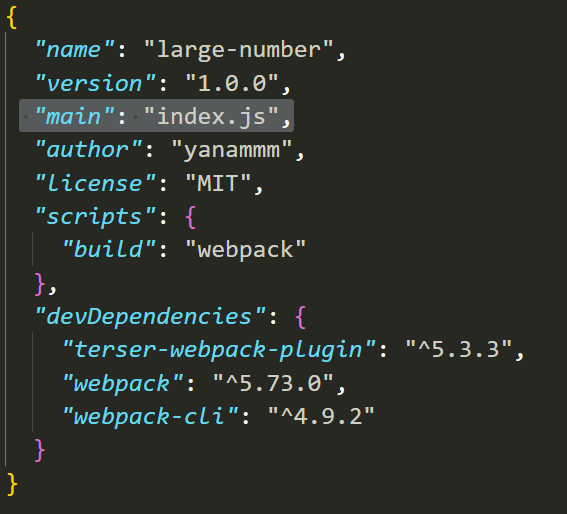 {
  "name": "large-number",
  "version": "1.0.0",
  "main": "index.js",
  "author": "yanammm",
  "license": "MIT",
  "scripts": {
    "build": "webpack"
  },
  "devDependencies": {
    "terser-webpack-plugin": "^5.3.3",
    "webpack": "^5.73.0",
    "webpack-cli": "^4.9.2"
  }
}